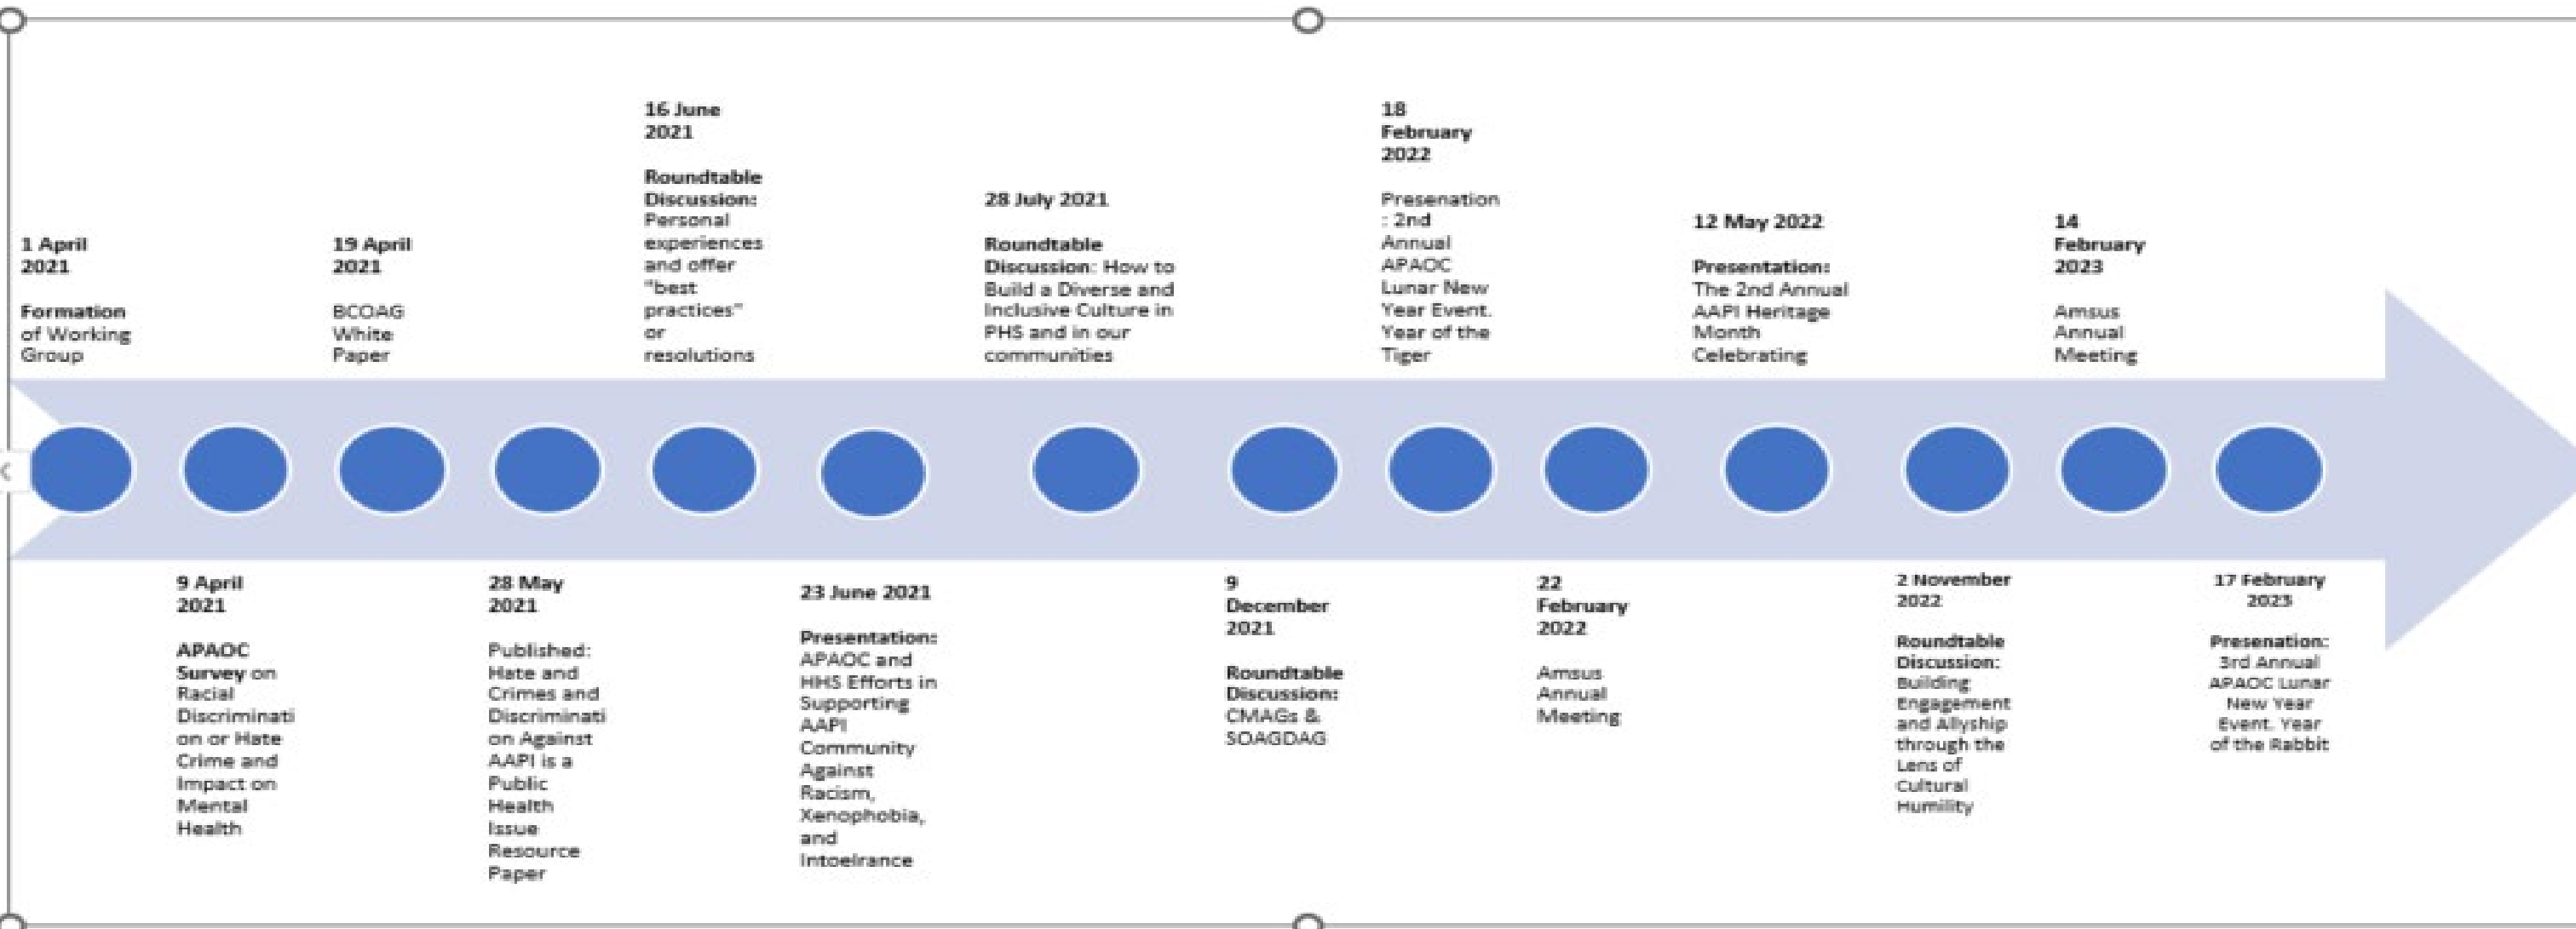 1 April
2021
Formation
of Working
Group
9 April
2021
APAOC
Survey on
Racial
Discriminati
on or Hate
Crime and
Impact on
Mental
Health
19 April
2021
BCOAG
White
Paper
28 May
2021
Published:
Hate and
Crimes and
Discriminati
on Against
AAPI is a
Public
Health
Issue
Resource
Paper
16 June
2021
Roundtable
Discussion:
Personal
experiences
and offer
"best
practices"
or
resolutions
23 June 2021
Presentation:
APAOC and
HHS Efforts in
Supporting
AAPI
Community
Against
Racism,
Xenophobia,
and
Intoelrance
28 July 2021
Roundtable
Discussion: How to
Build a Diverse and
Inclusive Culture in
PHS and in our
communities
9
December
2021
Roundtable
Discussion:
CMAGs &
SOAGDAG
18
February
2022
Presenation
: 2nd
Annual
APAOC
Lunar New
Year Event.
Year of the
Tiger
22
February
2022
Amsus
Annual
Meeting
12 May 2022
Presentation:
The 2nd Annual
AAPI Heritage
Month
Celebrating
2 November
2022
Roundtable
Discussion:
Building
Engagement
and Allyship
through the
Lens of
Cultural
Humility
14
February
2023
Amsus
Annual
Meeting
17 February
2023
Presenation:
3rd Annual
APAOC Lunar
New Year
Event. Year
of the Rabbit